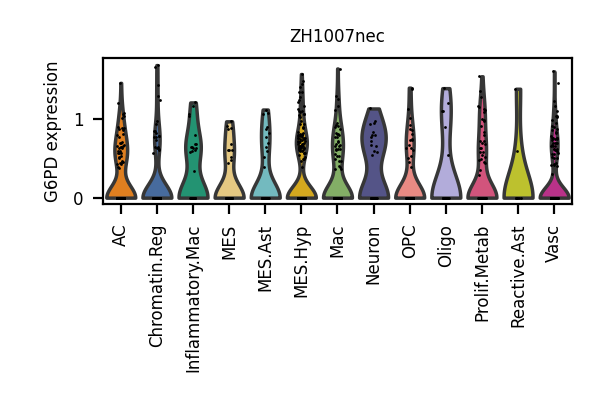 ZH1007nec
G6PD expression
1
0
AC
Chromatin.Reg
Inflammatory.Mac
MES
MES.Ast
MES.Hyp
Mac
Neuron
OPC
Oligo
Prolif.Metab
Reactive.Ast
Vasc